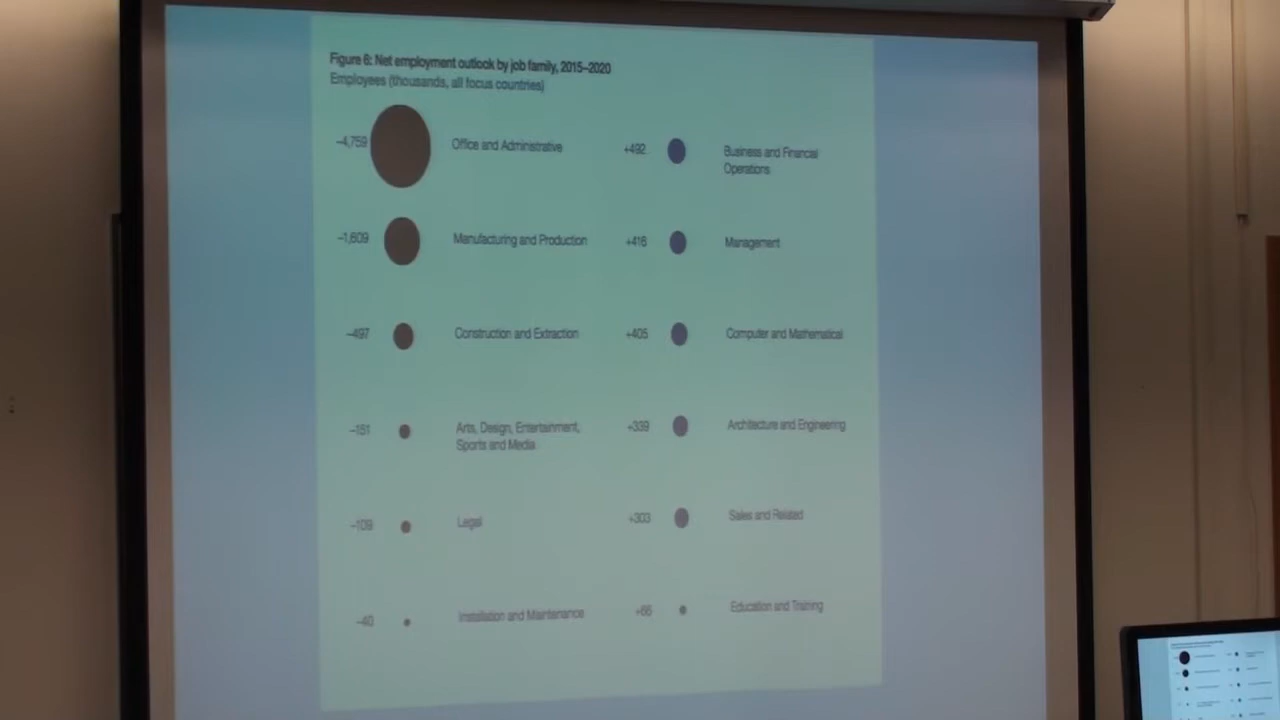 Figure 6: Net employment outlook by job family, 2015–2020
Employees (thousands, all focus countries)
–4,759 Office and Administrative
–1,609 Manufacturing and Production
–497 Construction and Extraction
–151 Arts, Design, Entertainment,
Sports and Media
–109 Legal
–40 Installation and Maintenance
+492 Business and Financial
Operations
+416 Management
+405 Computer and Mathematical
+339 Architecture and Engineering
+303 Sales and Related
+66 Education and Training